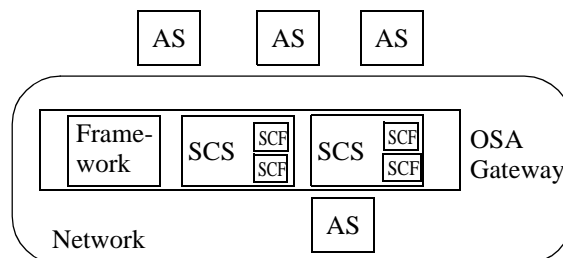 AS AS AS
Frame-
work
SCS
SCF
SCF
SCS
SCF
SCF
OSA
Gateway
AS
Network